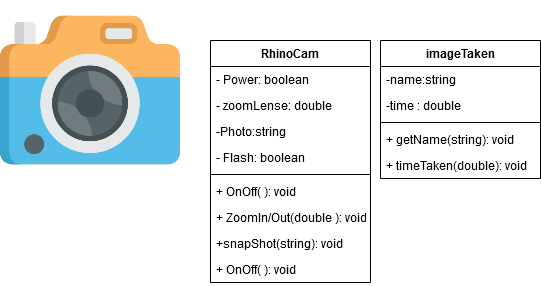 RhinoCam
- Power: boolean
- zoomLense: double
-Photo:string
- Flash: boolean
+ OnOff( ): void
+ ZoomIn/Out(double ): void
+snapShot(string): void
+ OnOff( ): void
imageTaken
-name:string
-time : double
+ getName(string): void
+ timeTaken(double): void